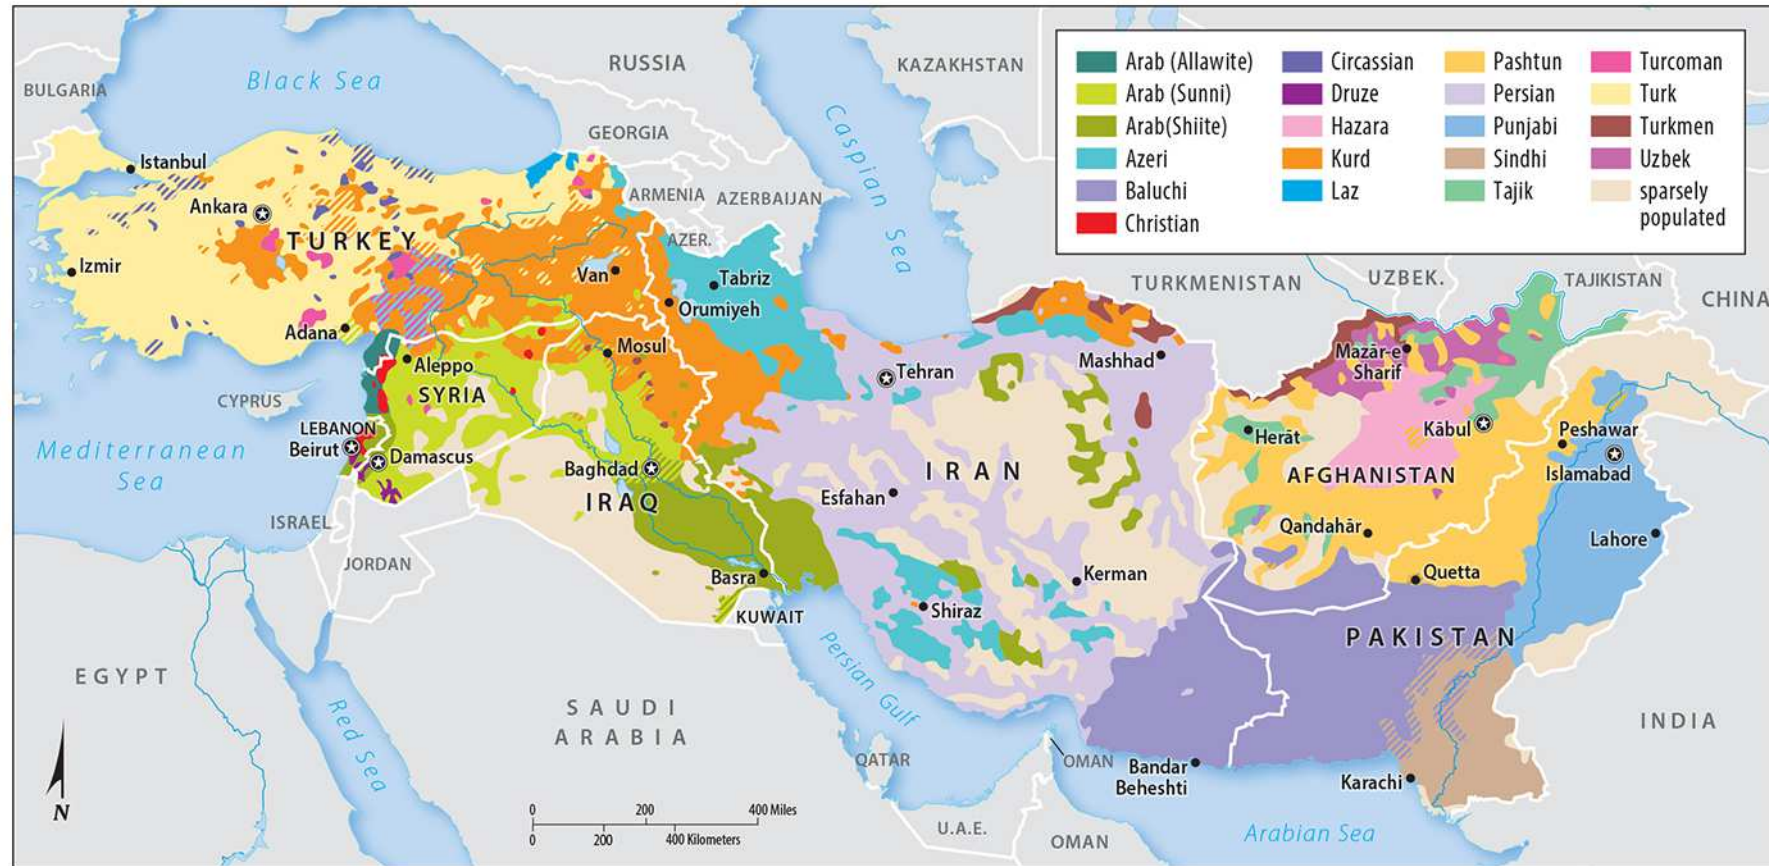 Arab (Allawite)
Arab (Sunni)
Arab(Shiite)
Azeri
Baluchi
Christian
Circassian
Druze
Hazara
Kurd
Laz
Pashtun
Persian
Punjabi
Sindhi
Tajik
Turcoman
Turk
Turkmen
Uzbek
sparsely
populated
BULGARIA
Black Sea
RUSSIA
KAZAKHSTAN
GEORGIA
Caspian Sea
ARMENIA
AZERBAIJAN
AZER.
TURKMENISTAN
UZBEK.
TAJIKISTAN
CHINA
Istanbul
Ankara
TURKEY
Izmir
Van
Tabriz
Orumiyeh
Adana
Mosul
Aleppo
SYRIA
CYPRUS
LEBANON
Beirut
Damascus
Mediterranean
Sea
Baghdad
IRAQ
ISRAEL
JORDAN
Basra
KUWAIT
Tehran
Mashhad
IRAN
Esfahan
Kerman
Shiraz
Mazār-e
Sharif
Herāt
Kābul
Peshawar
Islamabad
AFGHANISTAN
Qandahār
Lahore
Quetta
PAKISTAN
EGYPT
Red Sea
SAUDI
ARABIA
Persian Gulf
QATAR
OMAN
Bandar
Beheshti
Karachi
INDIA
U.A.E.
OMAN
Arabian Sea
N
0 200 400 Miles
0 200 400 Kilometers